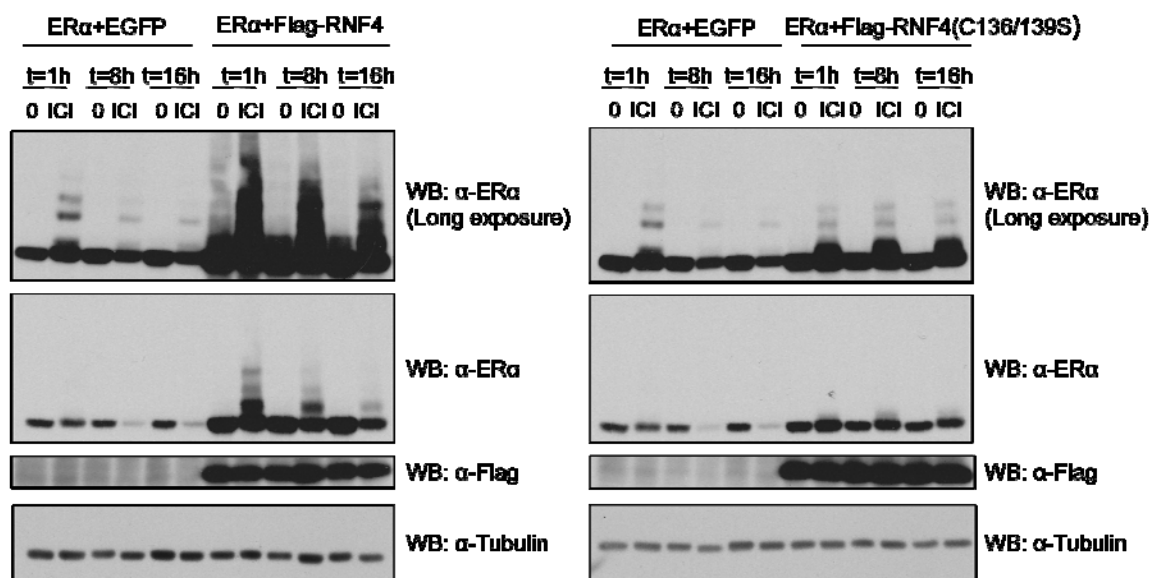 ERα+EGFP ERα+Flag-RNF4
t=1h t=8h t=16h t=1h t=8h t=16h
0 ICI 0 ICI 0 ICI 0 ICI 0 ICI 0 ICI
WB: α-ERα
(Long exposure)
WB: α-ERα
WB: α-Flag
WB: α-Tubulin
ERα+EGFP ERα+Flag-RNF4(C136/139S)
t=1h t=8h t=16h t=1h t=8h t=16h
0 ICI 0 ICI 0 ICI 0 ICI 0 ICI 0 ICI
WB: α-ERα
(Long exposure)
WB: α-ERα
WB: α-Flag
WB: α-Tubulin